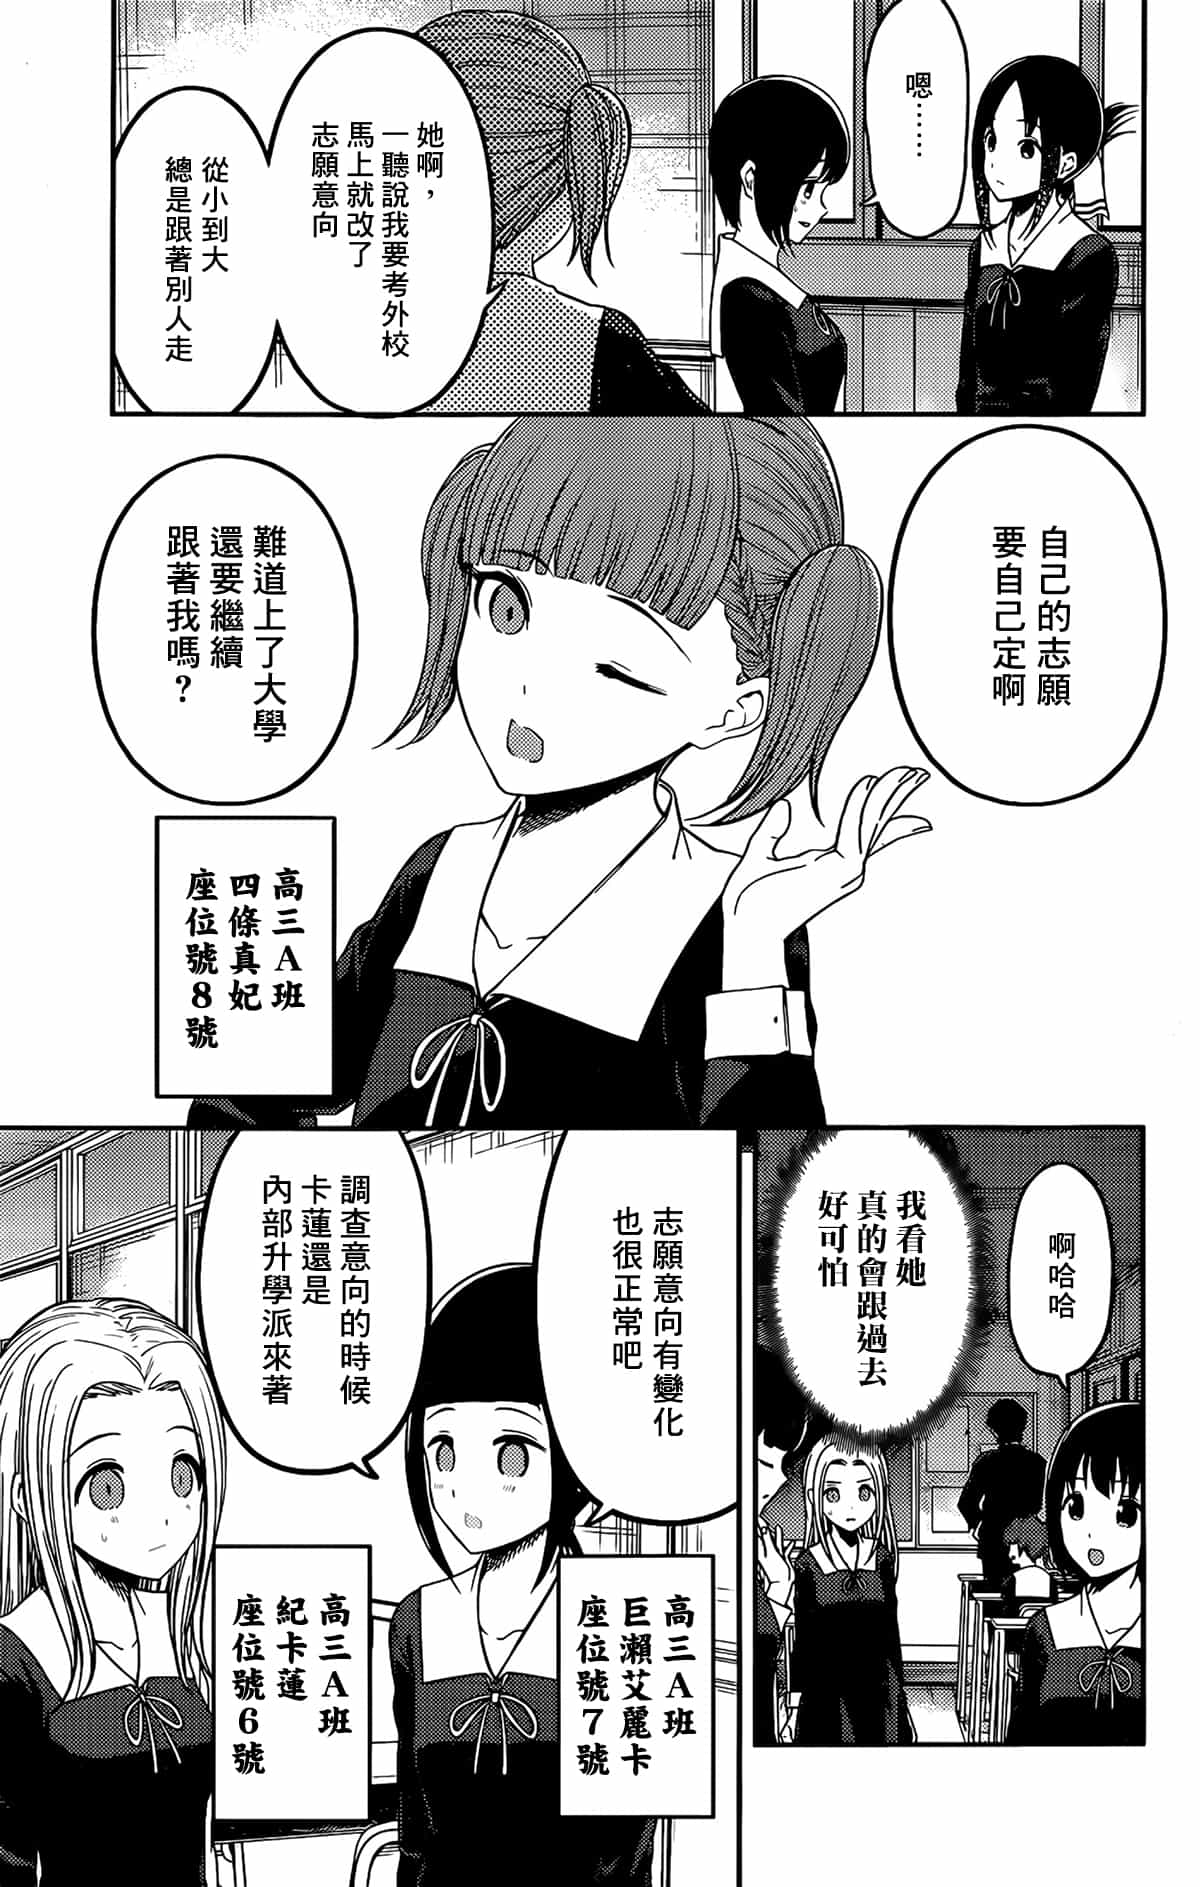 嗯……
她啊，
一聽說我要考外校
馬上就改了
志願意向
從小到大
總是跟著別人走
自己的志願
要自己定啊
難道上了大學
還要繼續
跟著我嗎？
高三A班
四條真妃
座位號8號
啊哈哈
我看她
真的會跟過去
好可怕
志願意向有變化
也很正常吧
調查意向的時候
卡蓮還是
內部升學派來著
高三A班
巨瀨艾麗卡
座位號7號
高三A班
紀卡蓮
座位號6號